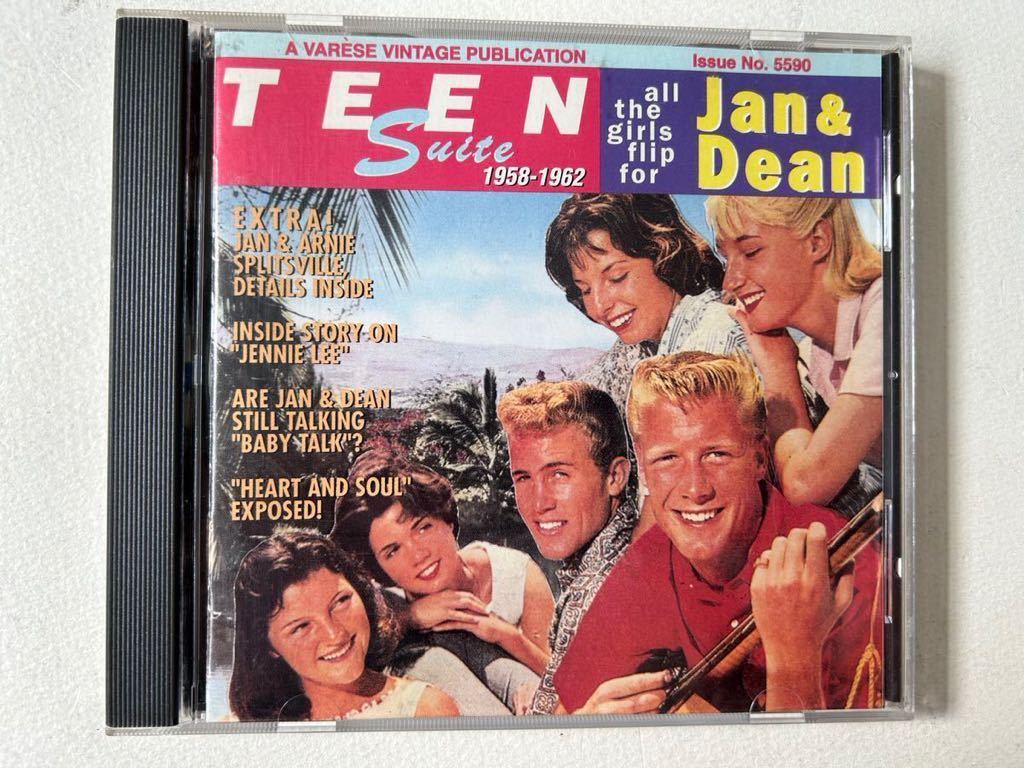 A VARÈSE VINTAGE PUBLICATION
Issue No. 5590
TEEN
Suite
1958-1962
all
the
girls
flip
for
Jan &
Dean
EXTRA!
JAN & ARNIE
SPLITSVILLE,
DETAILS INSIDE
INSIDE STORY ON
"JENNIE LEE"
ARE JAN & DEAN
STILL TALKING
"BABY TALK"?
"HEART AND SOUL"
EXPOSED!